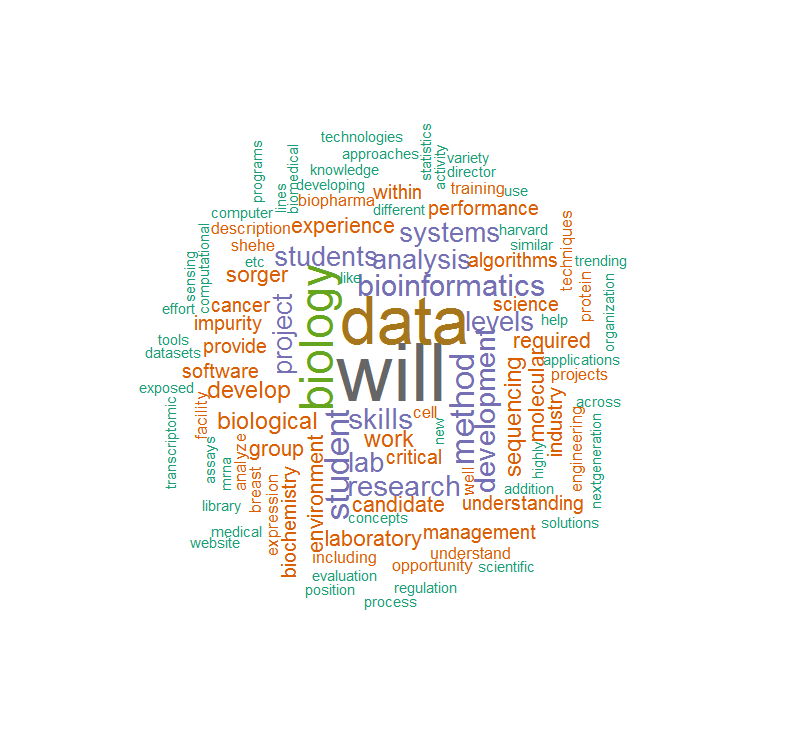 technologies
approaches
statistics
activity
variety
programs
biomedical
knowledge
director
lines
developing
training
use
biopharma
within
computer
different
performance
description
experience
systems
harvard
techniques
shehe
students
analysis
similar
computational
sensing
etc
algorithms
trending
sorger
like
bioinformatics
protein
organization
effort
cancer
project
biology
data
levels
science
help
impurity
required
tools
provide
will
method
development
molecular
applications
datasets
software
projects
exposed
develop
sequencing
industry
across
transcriptomic
facility
biological
student
skills
cell
new
engineering
nextgeneration
assays
mrna
analyze
group
work
highly
environment
lab
critical
well
breast
expression
biochemistry
research
addition
library
candidate
understanding
concepts
medical
website
laboratory
management
solutions
including
understand
opportunity
scientific
evaluation
position
regulation
process